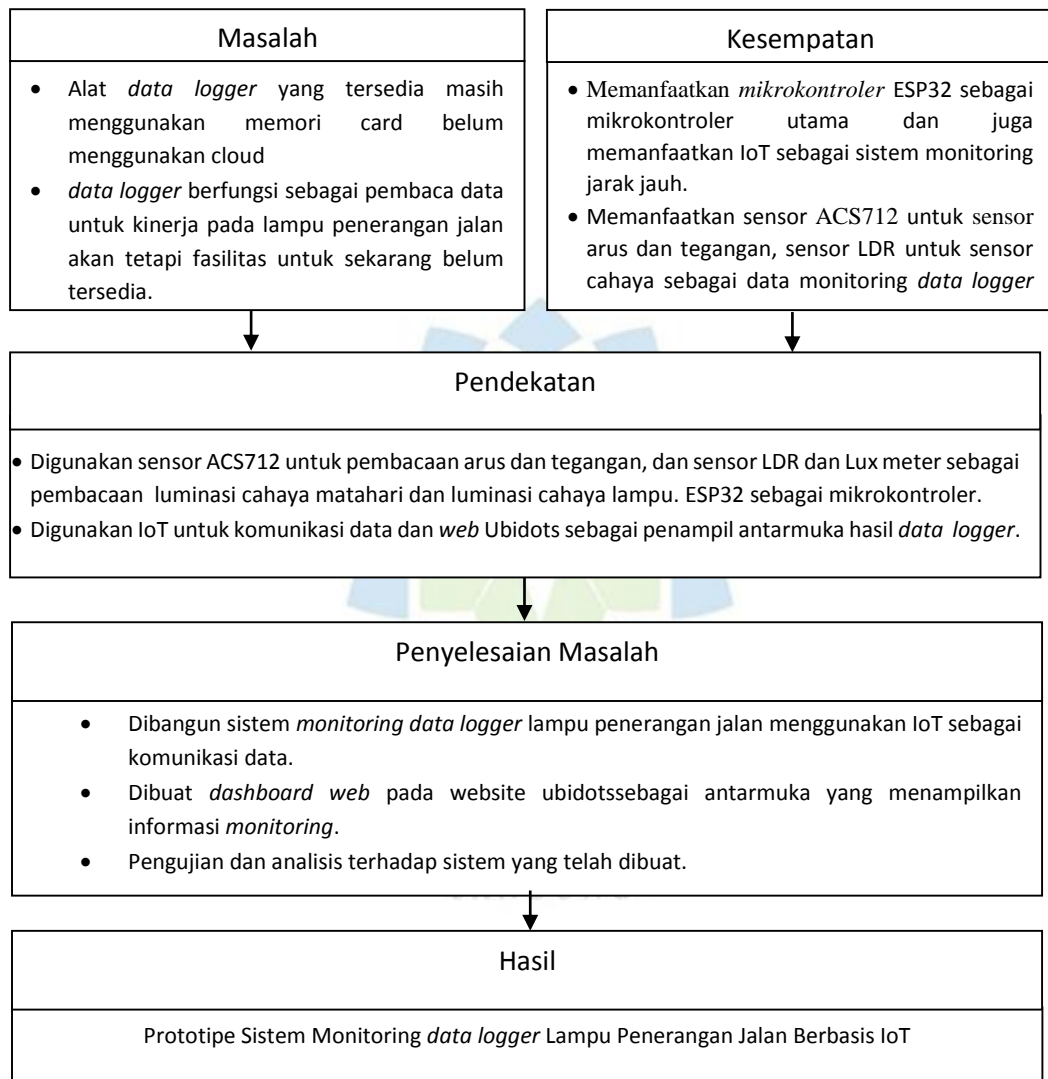 Masalah
• Alat data logger yang tersedia masih
menggunakan memori card belum
menggunakan cloud
• data logger berfungsi sebagai pembaca data
untuk kinerja pada lampu penerangan jalan
akan tetapi fasilitas untuk sekarang belum
tersedia.
Kesempatan
• Memanfaatkan mikrokontroler ESP32 sebagai
mikrokontroler utama dan juga
memanfaatkan IoT sebagai sistem monitoring
jarak jauh.
• Memanfaatkan sensor ACS712 untuk sensor
arus dan tegangan, sensor LDR untuk sensor
cahaya sebagai data monitoring data logger
Pendekatan
• Digunakan sensor ACS712 untuk pembacaan arus dan tegangan, dan sensor LDR dan Lux meter sebagai
pembacaan luminasi cahaya matahari dan luminasi cahaya lampu. ESP32 sebagai mikrokontroler.
• Digunakan IoT untuk komunikasi data dan web Ubidots sebagai penampil antarmuka hasil data logger.
Penyelesaian Masalah
• Dibangun sistem monitoring data logger lampu penerangan jalan menggunakan IoT sebagai
komunikasi data.
• Dibuat dashboard web pada website ubidotssebagai antarmuka yang menampilkan
informasi monitoring.
• Pengujian dan analisis terhadap sistem yang telah dibuat.
Hasil
Prototipe Sistem Monitoring data logger Lampu Penerangan Jalan Berbasis IoT